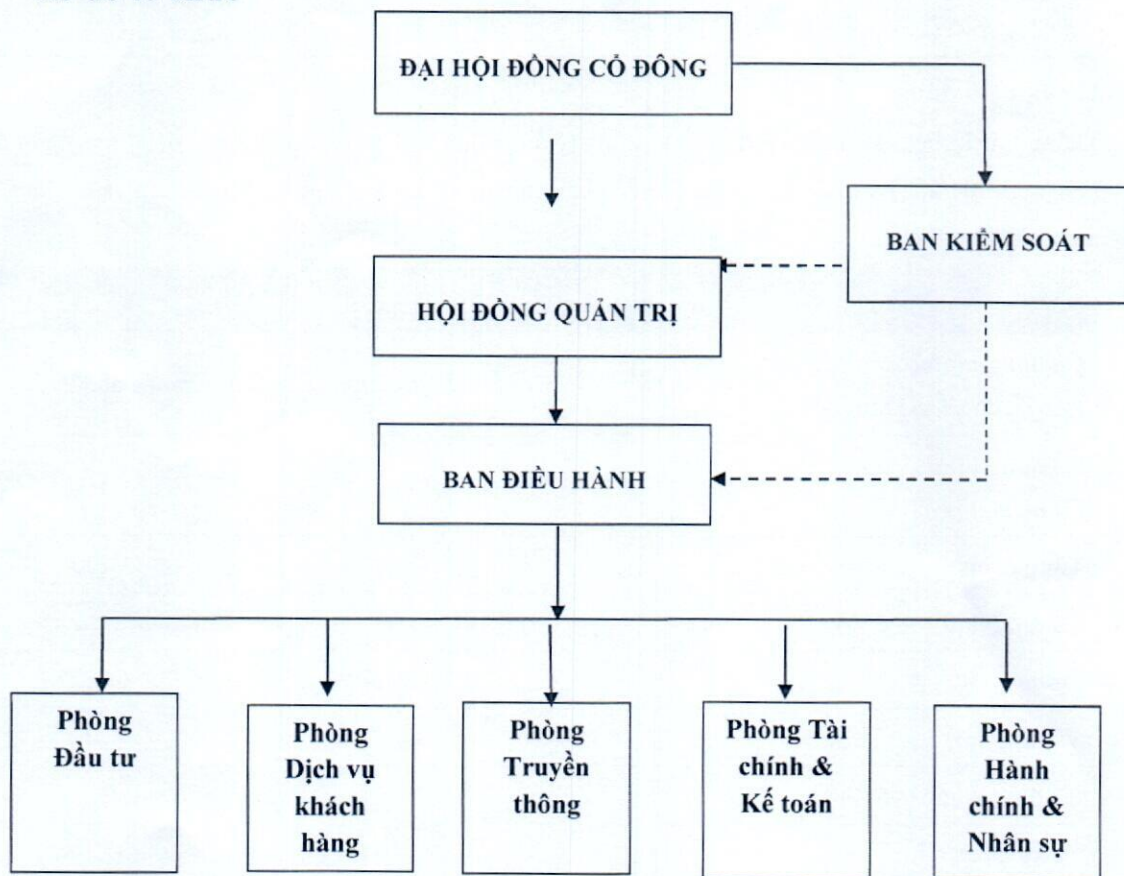 ĐẠI HỘI ĐỒNG CỔ ĐÔNG
BAN KIỂM SOÁT
HỘI ĐỒNG QUẢN TRỊ
BAN ĐIỀU HÀNH
Phòng
Đầu tư
Phòng
Dịch vụ
khách
hàng
Phòng
Truyền
thông
Phòng Tài
chính &
Kế toán
Phòng
Hành
chính &
Nhân sự